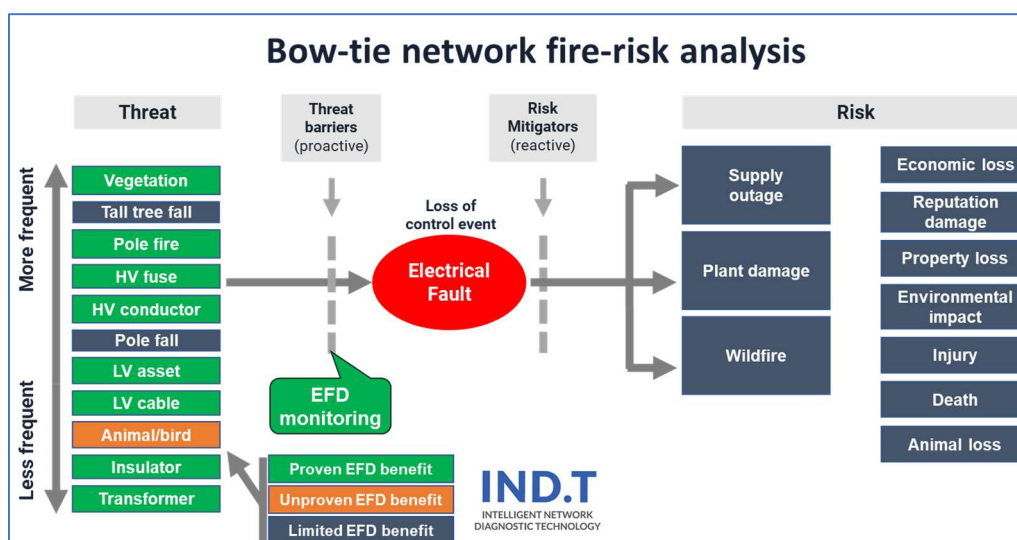 Bow-tie network fire-risk analysis
Threat
Threat
barriers
(proactive)
Risk
Mitigators
(reactive)
Risk
More frequent
Less frequent
Vegetation
Tall tree fall
Pole fire
HV fuse
HV conductor
Pole fall
LV asset
LV cable
Animal/bird
Insulator
Transformer
Loss of
control event
Electrical
Fault
EFD
monitoring
Proven EFD benefit
Unproven EFD benefit
Limited EFD benefit
IND.T
INTELLIGENT NETWORK
DIAGNOSTIC TECHNOLOGY
Supply
outage
Plant damage
Wildfire
Economic loss
Reputation
damage
Property loss
Environmental
impact
Injury
Death
Animal loss